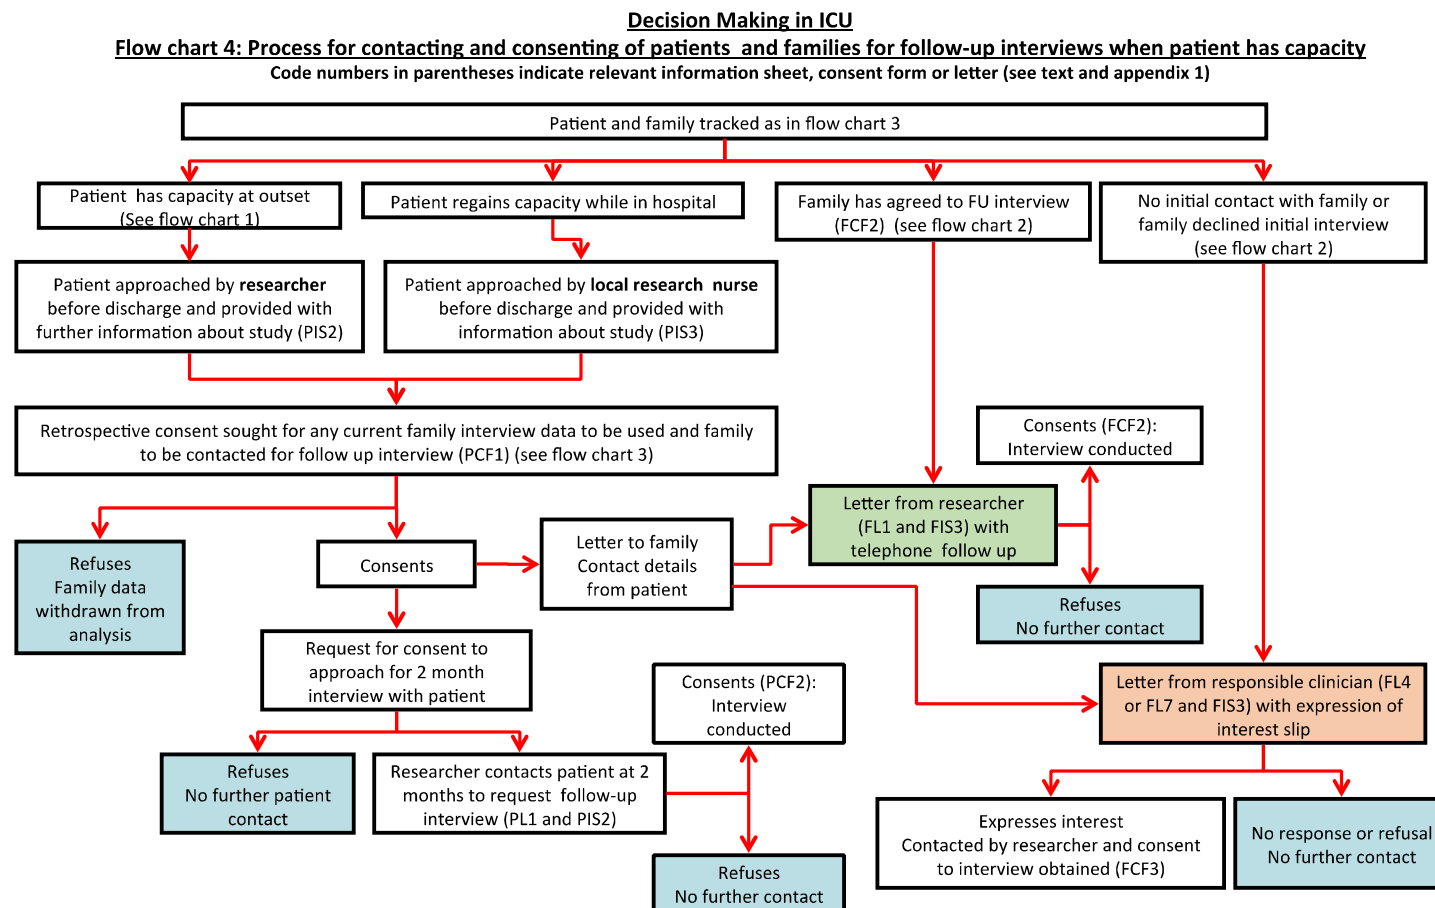 Decision Making in ICU
Flow chart 4: Process for contacting and consenting of patients and families for follow-up interviews when patient has capacity
Code numbers in parentheses indicate relevant information sheet, consent form or letter (see text and appendix 1)
Patient and family tracked as in flow chart 3
Patient has capacity at outset
(See flow chart 1)
Patient regains capacity while in hospital
Family has agreed to FU interview
(FCF2) (see flow chart 2)
No initial contact with family or
family declined initial interview
(see flow chart 2)
Patient approached by researcher
before discharge and provided with
further information about study (PIS2)
Patient approached by local research nurse
before discharge and provided with
information about study (PIS3)
Retrospective consent sought for any current family interview data to be used and family
to be contacted for follow up interview (PCF1) (see flow chart 3)
Consents (FCF2):
Interview conducted
Letter from researcher
(FL1 and FIS3) with
telephone follow up
Refuses
Family data
withdrawn from
analysis
Consents
Letter to family
Contact details
from patient
Refuses
No further contact
Request for consent to
approach for 2 month
interview with patient
Consents (PCF2):
Interview
conducted
Letter from responsible clinician (FL4
or FL7 and FIS3) with expression of
interest slip
Refuses
No further patient
contact
Researcher contacts patient at 2
months to request follow-up
interview (PL1 and PIS2)
Refuses
No further contact
Expresses interest
Contacted by researcher and consent
to interview obtained (FCF3)
No response or refusal
No further contact